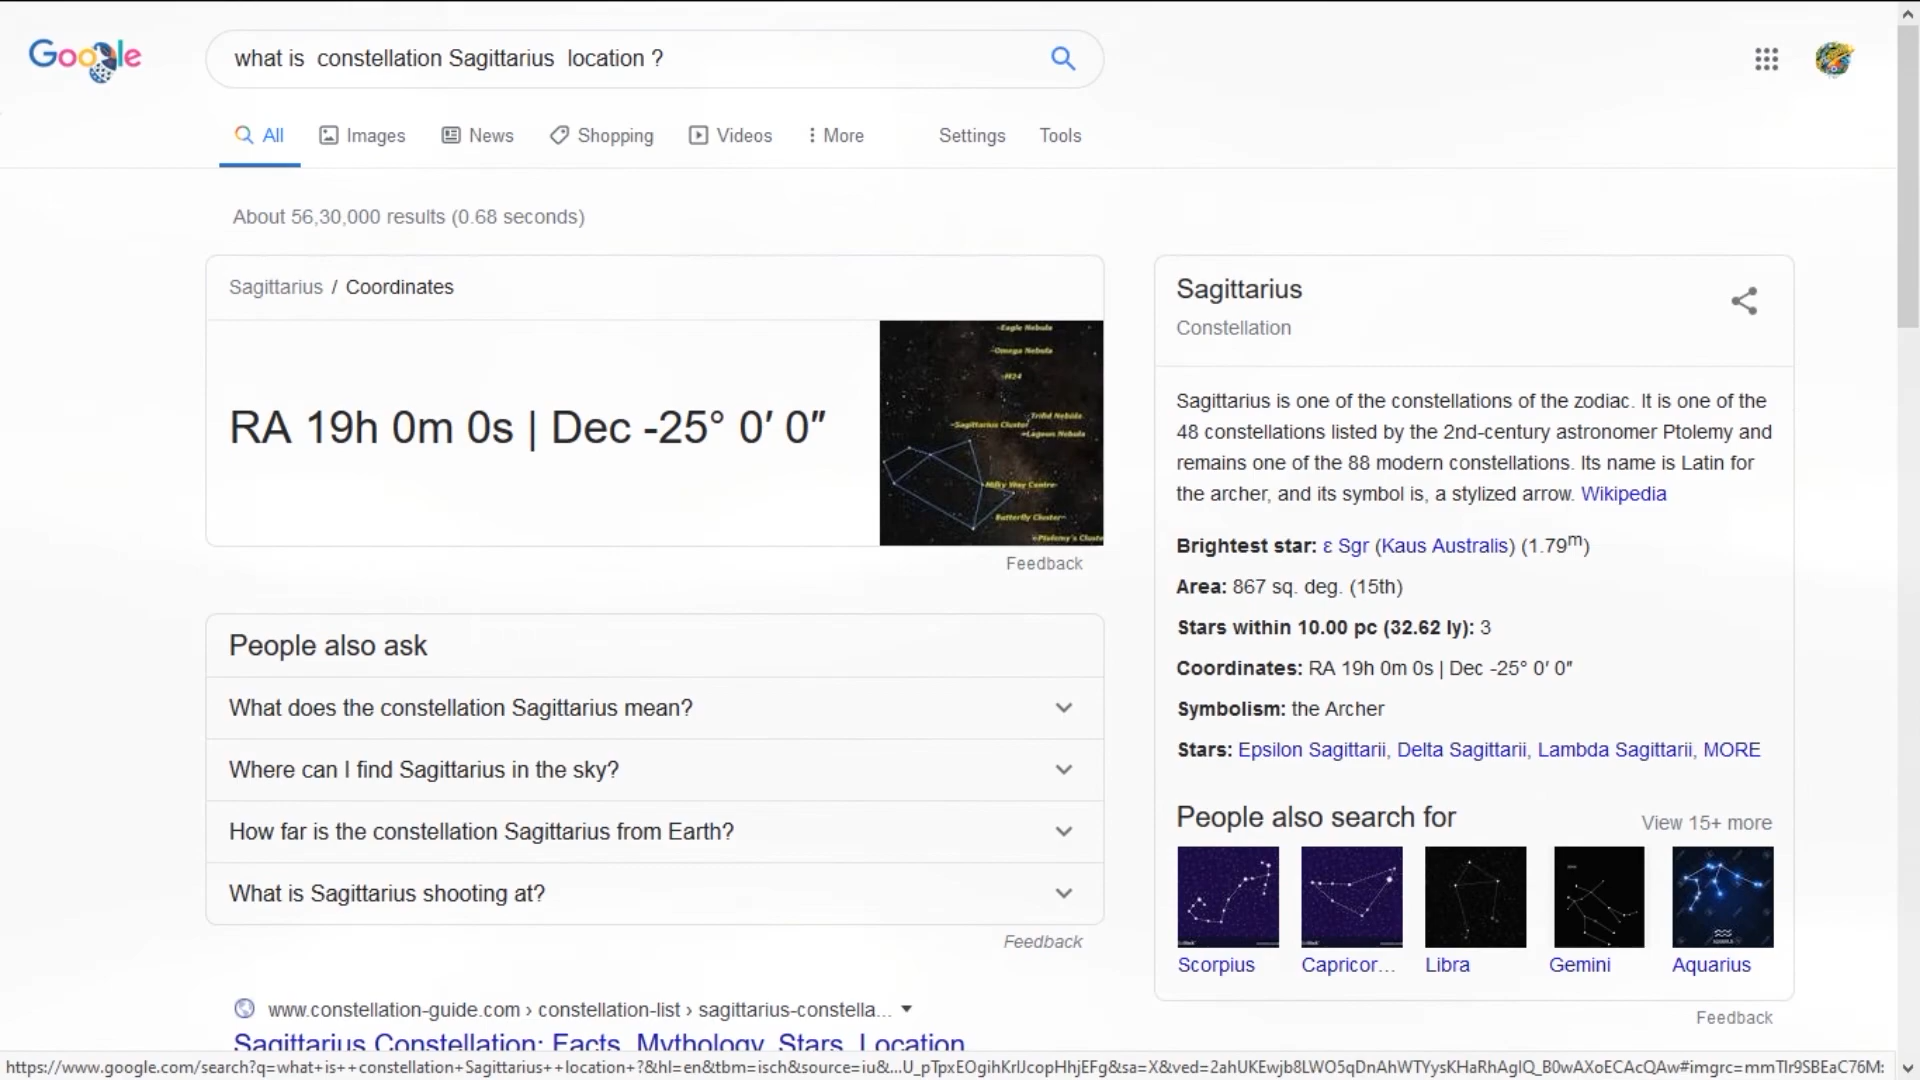 Google
what is  constellation Sagittarius  location ?
All
Images
News
Shopping
Videos
More
Settings
Tools
About 56,30,000 results (0.68 seconds)
Sagittarius / Coordinates
RA 19h 0m 0s | Dec -25° 0′ 0″
Eagle Nebula
Omega Nebula
M24
Trifid Nebula
Sagittarius Cluster
Lagoon Nebula
Milky Way Centre
Butterfly Cluster
Ptolemy's Cluste
Feedback
People also ask
What does the constellation Sagittarius mean?
Where can I find Sagittarius in the sky?
How far is the constellation Sagittarius from Earth?
What is Sagittarius shooting at?
Feedback
www.constellation-guide.com › constellation-list › sagittarius-constella...
Sagittarius Constellation: Facts, Mythology, Stars, Location
Sagittarius
Constellation
Sagittarius is one of the constellations of the zodiac. It is one of the
48 constellations listed by the 2nd-century astronomer Ptolemy and
remains one of the 88 modern constellations. Its name is Latin for
the archer, and its symbol is, a stylized arrow. Wikipedia
Brightest star: ε Sgr (Kaus Australis) (1.79m)
Area: 867 sq. deg. (15th)
Stars within 10.00 pc (32.62 ly): 3
Coordinates: RA 19h 0m 0s | Dec -25° 0′ 0″
Symbolism: the Archer
Stars: Epsilon Sagittarii, Delta Sagittarii, Lambda Sagittarii, MORE
People also search for
View 15+ more
Scorpius
Capricor...
Libra
Gemini
Aquarius
Feedback